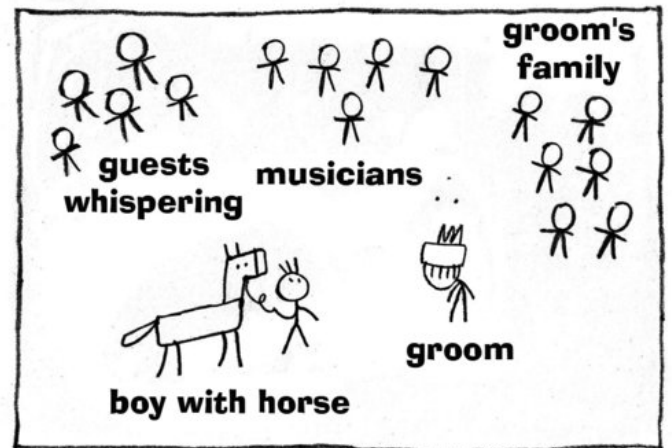 groom's
family
guests
whispering
musicians
groom
boy with horse